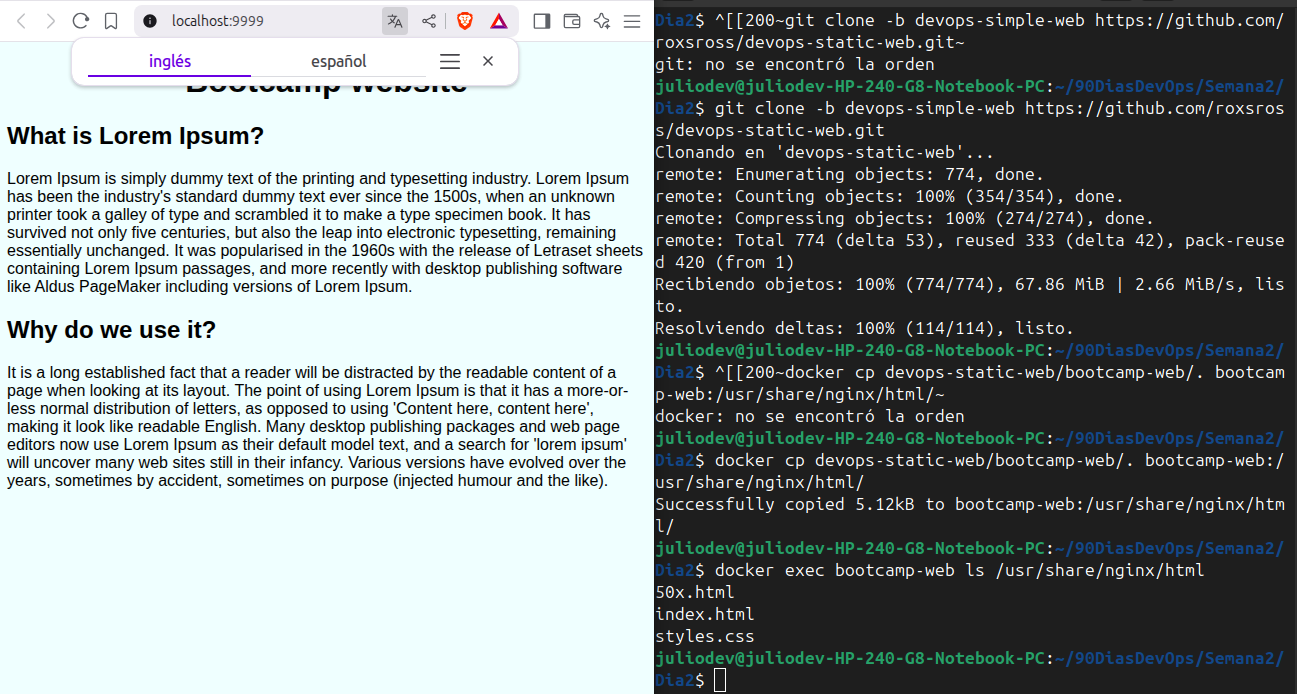 localhost:9999
inglés
español
Bootcamp Website
What is Lorem Ipsum?
Lorem Ipsum is simply dummy text of the printing and typesetting industry. Lorem Ipsum
has been the industry's standard dummy text ever since the 1500s, when an unknown
printer took a galley of type and scrambled it to make a type specimen book. It has
survived not only five centuries, but also the leap into electronic typesetting, remaining
essentially unchanged. It was popularised in the 1960s with the release of Letraset sheets
containing Lorem Ipsum passages, and more recently with desktop publishing software
like Aldus PageMaker including versions of Lorem Ipsum.
Why do we use it?
It is a long established fact that a reader will be distracted by the readable content of a
page when looking at its layout. The point of using Lorem Ipsum is that it has a more-or-
less normal distribution of letters, as opposed to using 'Content here, content here',
making it look like readable English. Many desktop publishing packages and web page
editors now use Lorem Ipsum as their default model text, and a search for 'lorem ipsum'
will uncover many web sites still in their infancy. Various versions have evolved over the
years, sometimes by accident, sometimes on purpose (injected humour and the like).
Dia2$ ^[[200~git clone -b devops-simple-web https://github.com/
roxsross/devops-static-web.git~
git: no se encontró la orden
juliodev@juliodev-HP-240-G8-Notebook-PC:~/90DiasDevOps/Semana2/
Dia2$ git clone -b devops-simple-web https://github.com/roxsros
s/devops-static-web.git
Clonando en 'devops-static-web'...
remote: Enumerating objects: 774, done.
remote: Counting objects: 100% (354/354), done.
remote: Compressing objects: 100% (274/274), done.
remote: Total 774 (delta 53), reused 333 (delta 42), pack-reuse
d 420 (from 1)
Recibiendo objetos: 100% (774/774), 67.86 MiB | 2.66 MiB/s, lis
to.
Resolviendo deltas: 100% (114/114), listo.
juliodev@juliodev-HP-240-G8-Notebook-PC:~/90DiasDevOps/Semana2/
Dia2$ ^[[200~docker cp devops-static-web/bootcamp-web/. bootcam
p-web:/usr/share/nginx/html/~
docker: no se encontró la orden
juliodev@juliodev-HP-240-G8-Notebook-PC:~/90DiasDevOps/Semana2/
Dia2$ docker cp devops-static-web/bootcamp-web/. bootcamp-web:/
usr/share/nginx/html/
Successfully copied 5.12kB to bootcamp-web:/usr/share/nginx/htm
l/
juliodev@juliodev-HP-240-G8-Notebook-PC:~/90DiasDevOps/Semana2/
Dia2$ docker exec bootcamp-web ls /usr/share/nginx/html
50x.html
index.html
styles.css
juliodev@juliodev-HP-240-G8-Notebook-PC:~/90DiasDevOps/Semana2/
Dia2$